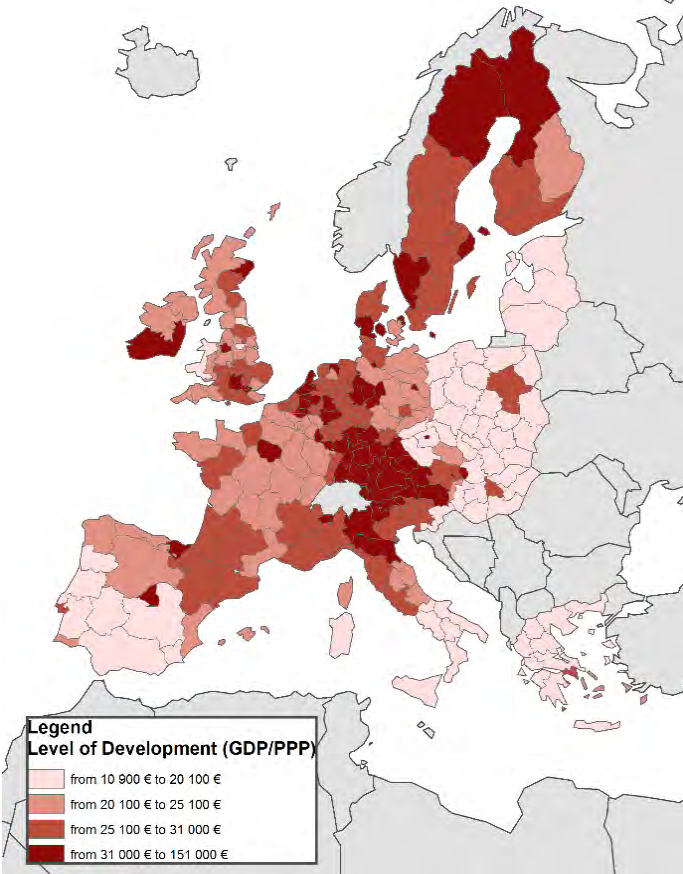 Legend
Level of Development (GDP/PPP)
from 10 900 € to 20 100 €
from 20 100 € to 25 100 €
from 25 100 € to 31 000 €
from 31 000 € to 151 000 €